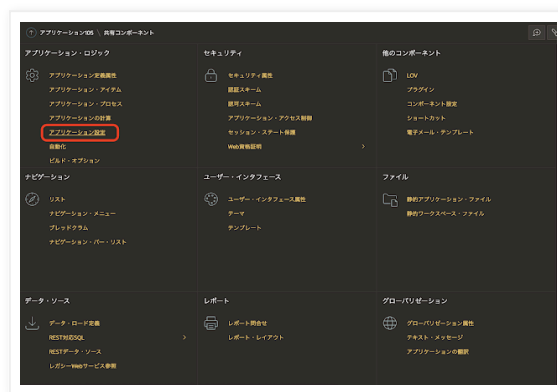 アプリケーション105 \ 共有コンポーネント
アプリケーション・ロジック
アプリケーション定義属性
アプリケーション・アイテム
アプリケーション・プロセス
アプリケーションの計算
アプリケーション設定
自動化
ビルド・オプション
セキュリティ
セキュリティ属性
認証スキーム
認可スキーム
アプリケーション・アクセス制御
セッション・ステート保護
Web資格証明
他のコンポーネント
LOV
プラグイン
コンポーネント設定
ショートカット
電子メール・テンプレート
ナビゲーション
リスト
ナビゲーション・メニュー
ブレッドクラム
ナビゲーション・バー・リスト
ユーザー・インタフェース
ユーザー・インタフェース属性
テーマ
テンプレート
ファイル
静的アプリケーション・ファイル
静的ワークスペース・ファイル
データ・ソース
データ・ロード定義
REST対応SQL
RESTデータ・ソース
レガシーWebサービス参照
レポート
レポート問合せ
レポート・レイアウト
グローバリゼーション
グローバリゼーション属性
テキスト・メッセージ
アプリケーションの翻訳